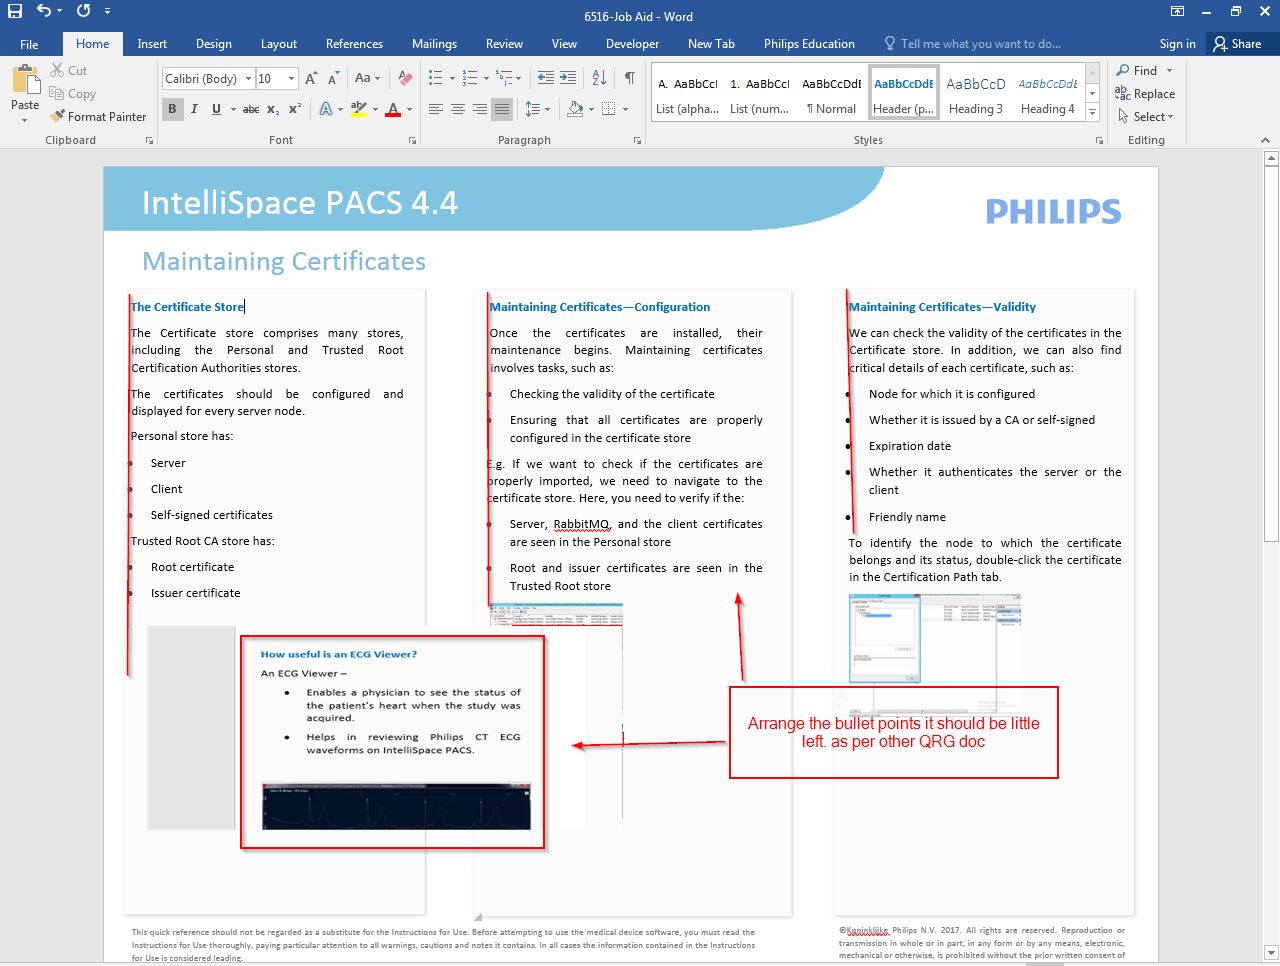 6516-Job Aid - Word
File
Home
Insert
Design
Layout
References
Mailings
Review
View
Developer
New Tab
Philips Education
Tell me what you want to do...
Sign in
Share
Paste
Cut
Copy
Format Painter
Clipboard
Calibri (Body)
10
Font
Paragraph
A. AaBbCcI
1. AaBbCcI
AaBbCcDdE
AaBbCcDdE
AaBbCcD
AaBbCcDdE
List (alpha...
List (num...
¶ Normal
Header (p...
Heading 3
Heading 4
Styles
Find
Replace
Select
Editing
IntelliSpace PACS 4.4
PHILIPS
Maintaining Certificates
The Certificate Store
The Certificate store comprises many stores,
including the Personal and Trusted Root
Certification Authorities stores.
The certificates should be configured and
displayed for every server node.
Personal store has:
• Server
• Client
• Self-signed certificates
Trusted Root CA store has:
• Root certificate
• Issuer certificate
Maintaining Certificates—Configuration
Once the certificates are installed, their
maintenance begins. Maintaining certificates
involves tasks, such as:
• Checking the validity of the certificate
• Ensuring that all certificates are properly
configured in the certificate store
E.g. If we want to check if the certificates are
properly imported, we need to navigate to the
certificate store. Here, you need to verify if the:
• Server, RabbitMQ, and the client certificates
are seen in the Personal store
• Root and issuer certificates are seen in the
Trusted Root store
Maintaining Certificates—Validity
We can check the validity of the certificates in the
Certificate store. In addition, we can also find
critical details of each certificate, such as:
• Node for which it is configured
• Whether it is issued by a CA or self-signed
• Expiration date
• Whether it authenticates the server or the
client
• Friendly name
To identify the node to which the certificate
belongs and its status, double-click the certificate
in the Certification Path tab.
How useful is an ECG Viewer?
An ECG Viewer –
• Enables a physician to see the status of
the patient's heart when the study was
acquired.
• Helps in reviewing Philips CT ECG
waveforms on IntelliSpace PACS.
Arrange the bullet points it should be little
left. as per other QRG doc
This quick reference should not be regarded as a substitute for the Instructions for Use. Before attempting to use the medical device software, you must read the
Instructions for Use thoroughly, paying particular attention to all warnings, cautions and notes it contains. In all cases the information contained in the Instructions
for Use is considered leading.
©Koninklijke Philips N.V. 2017. All rights are reserved. Reproduction or
transmission in whole or in part, in any form or by any means, electronic,
mechanical or otherwise, is prohibited without the prior written consent of